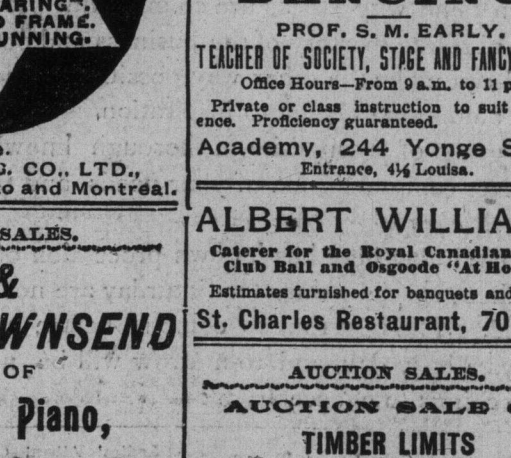 FRAME.
CO., LTD.,
and Montreal.
SALES.
&
WNSEND
OF
Piano,
PROF. S. M. EARLY.
TEACHER OF SOCIETY, STAGE AND FANCY
Office Hours—From 9 a.m. to 11 p
Private or class instruction to suit
ence. Proficiency guaranteed.
Academy, 244 Yonge S
Entrance, 4½ Louisa.
ALBERT WILLIA
Caterer for the Royal Canadian
Club Ball and Osgoode "At Ho
Estimates furnished for banquets and
St. Charles Restaurant, 70
AUCTION SALES.
AUCTION SALE
TIMBER LIMITS